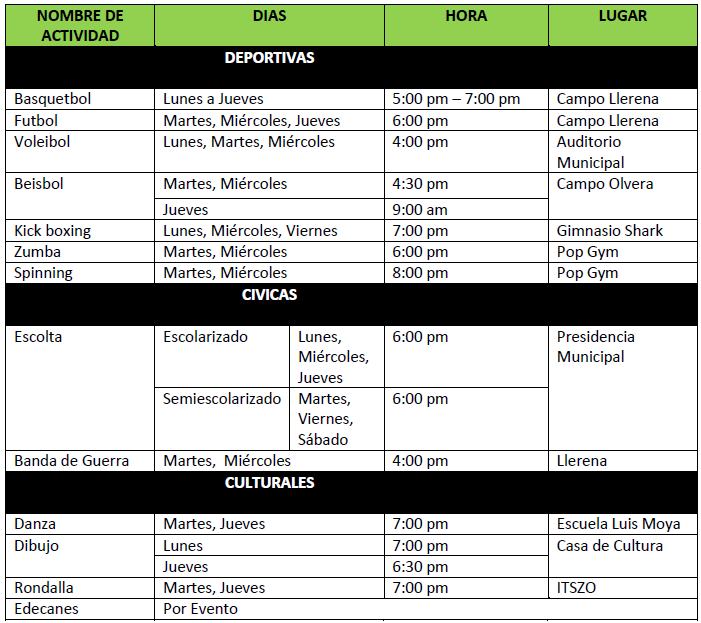 NOMBRE DE ACTIVIDAD DIAS HORA LUGAR
DEPORTIVAS
Basquetbol Lunes a Jueves 5:00 pm – 7:00 pm Campo Llerena
Futbol Martes, Miércoles, Jueves 6:00 pm Campo Llerena
Voleibol Lunes, Martes, Miércoles 4:00 pm Auditorio Municipal
Beisbol Martes, Miércoles 4:30 pm Campo Olvera
Jueves 9:00 am
Kick boxing Lunes, Miércoles, Viernes 7:00 pm Gimnasio Shark
Zumba Martes, Miércoles 6:00 pm Pop Gym
Spinning Martes, Miércoles 8:00 pm Pop Gym
CIVICAS
Escolta Escolarizado Lunes, Miércoles, Jueves 6:00 pm Presidencia Municipal
Semiescolarizado Martes, Viernes, Sábado 6:00 pm
Banda de Guerra Martes, Miércoles 4:00 pm Llerena
CULTURALES
Danza Martes, Jueves 7:00 pm Escuela Luis Moya
Dibujo Lunes 7:00 pm Casa de Cultura
Jueves 6:30 pm
Rondalla Martes, Jueves 7:00 pm ITSZO
Edecanes Por Evento